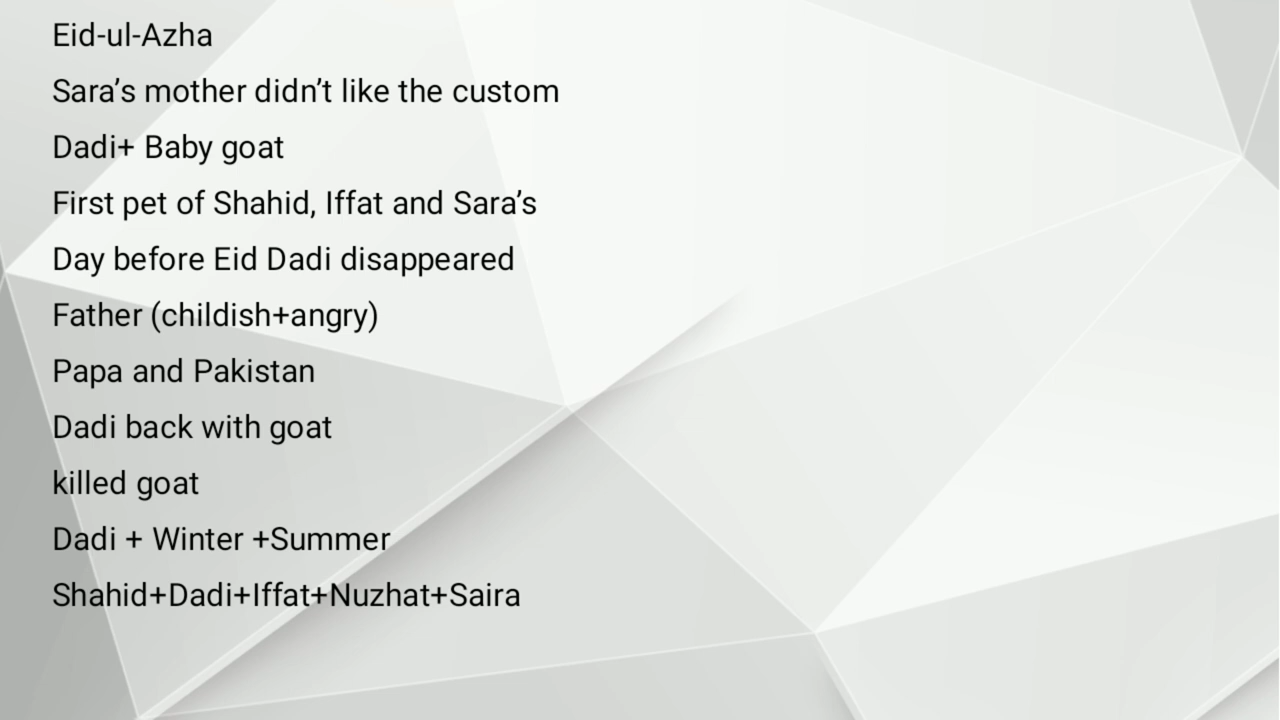 Eid-ul-Azha
Sara’s mother didn’t like the custom
Dadi+ Baby goat
First pet of Shahid, Iffat and Sara’s
Day before Eid Dadi disappeared
Father (childish+angry)
Papa and Pakistan
Dadi back with goat
killed goat
Dadi + Winter +Summer
Shahid+Dadi+Iffat+Nuzhat+Saira